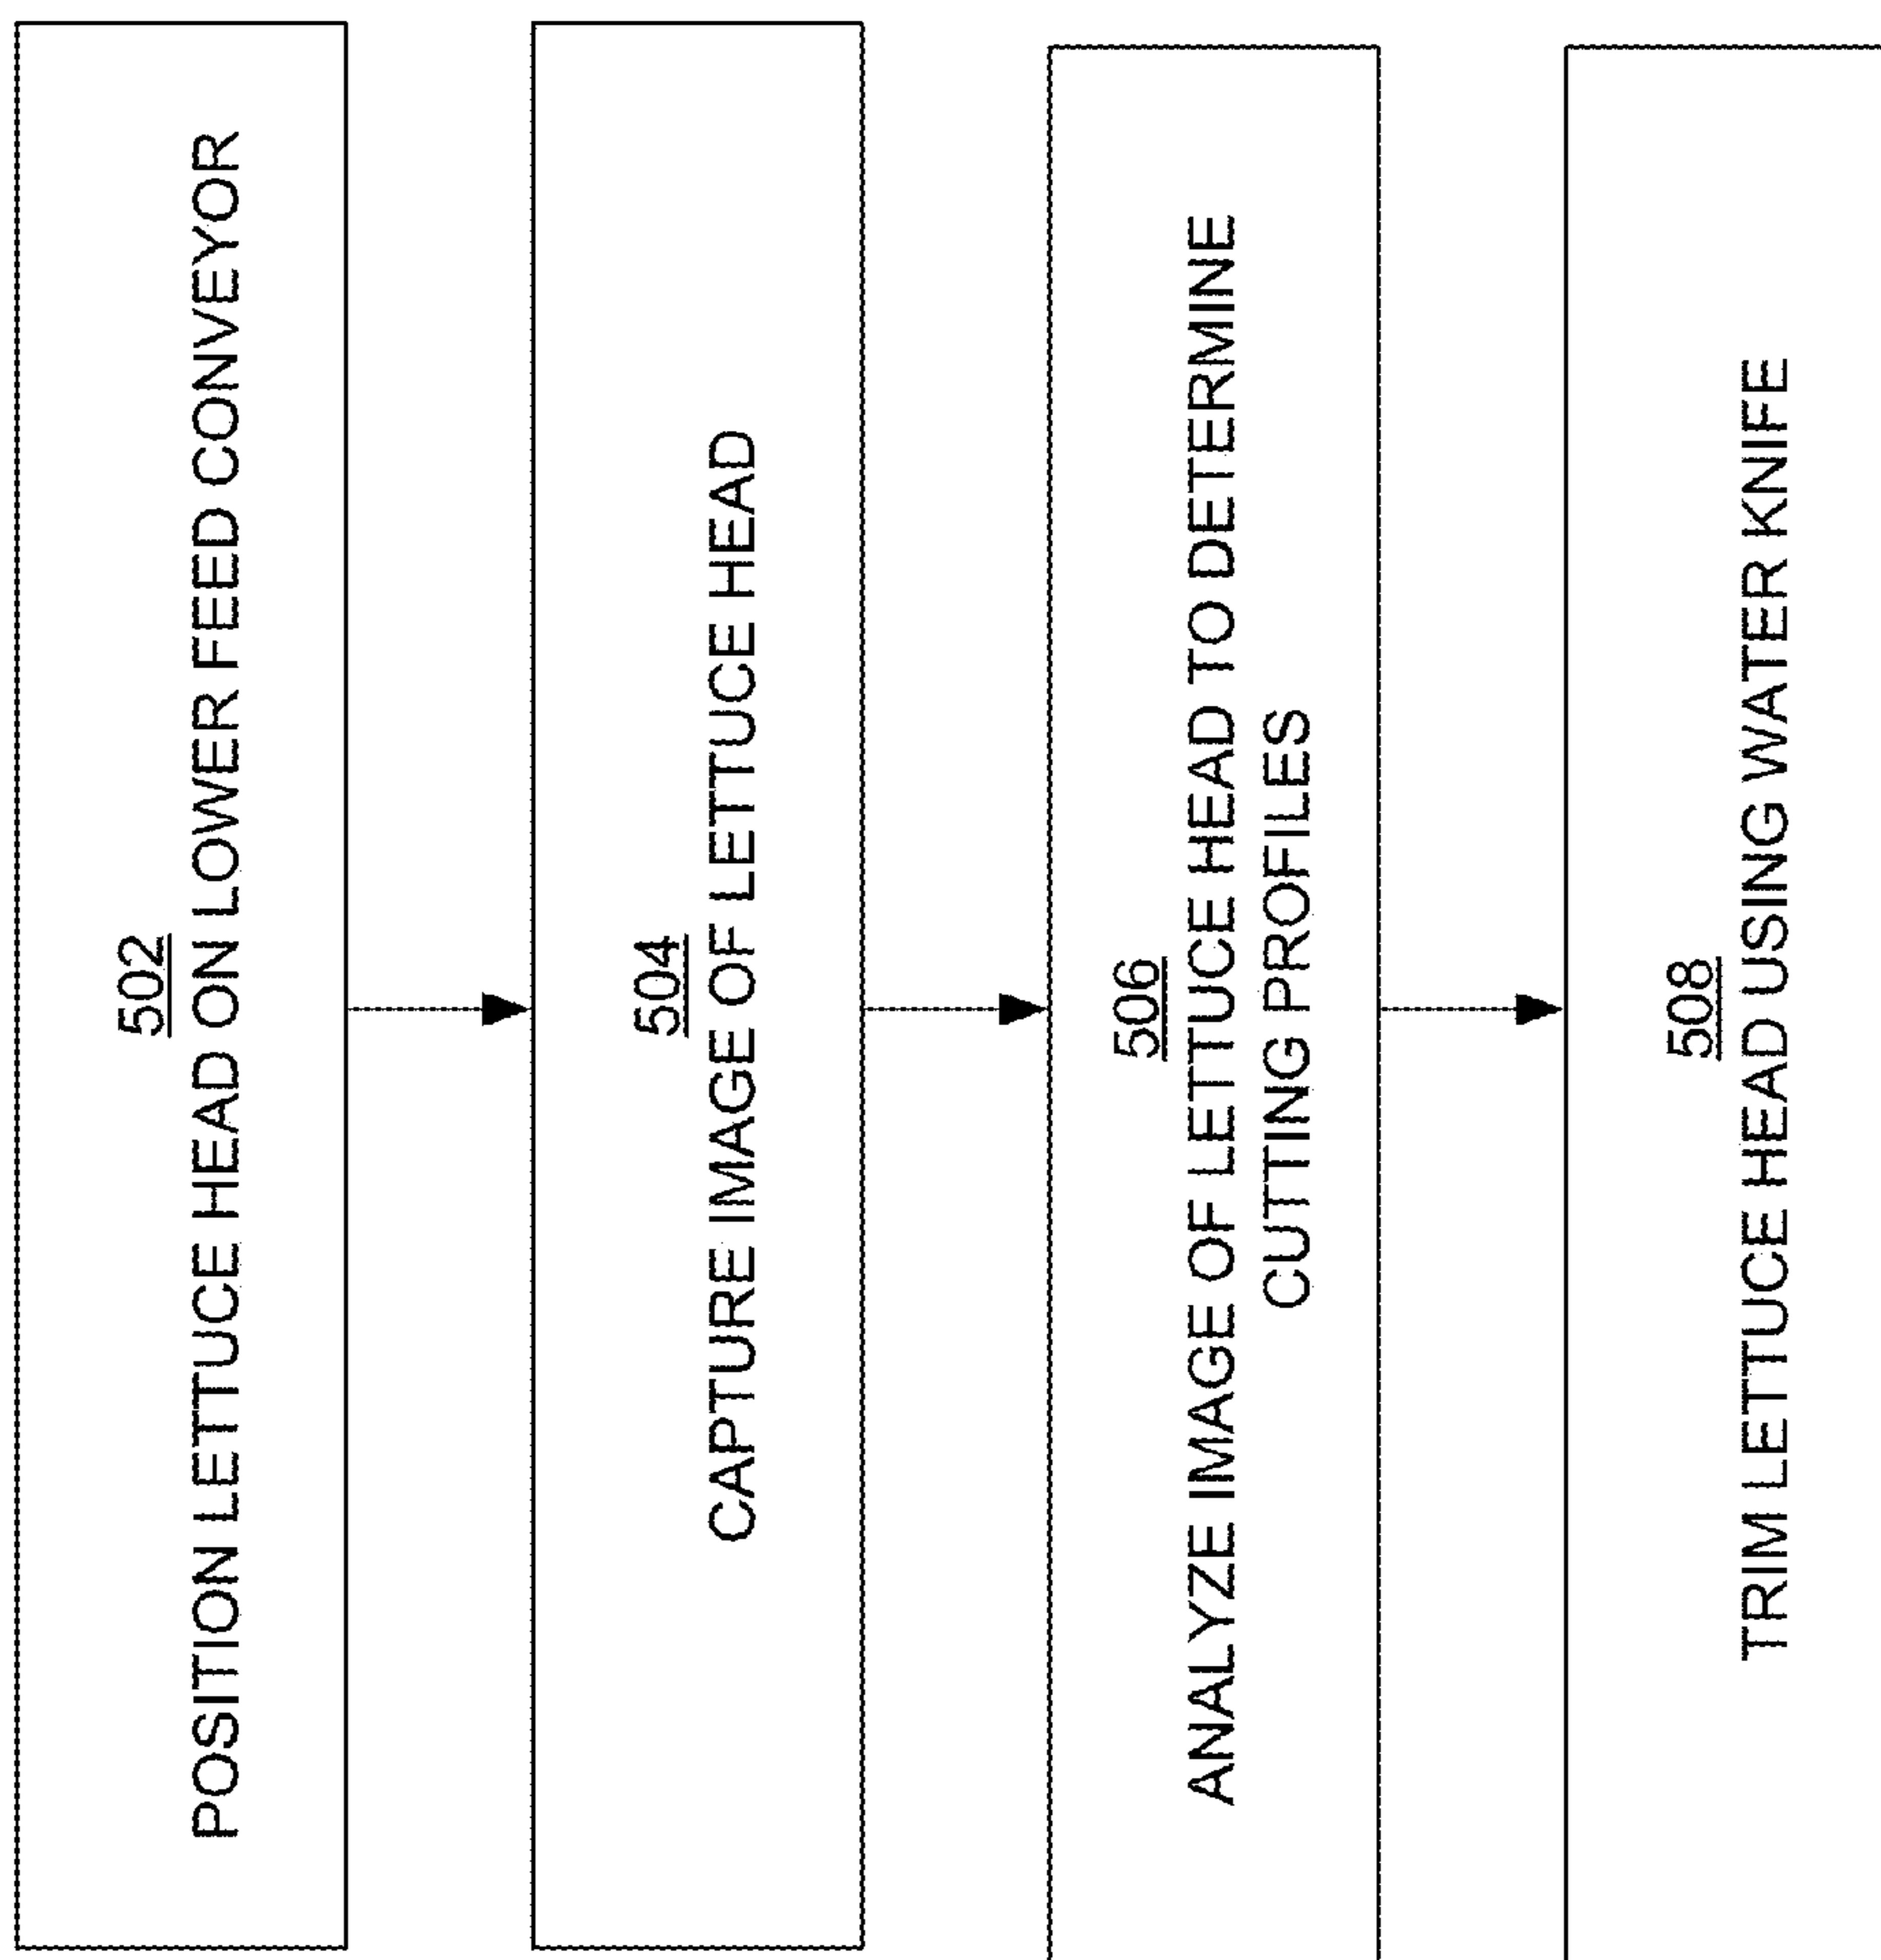 502
POSITION LETTUCE HEAD ON LOWER FEED CONVEYOR
504
CAPTURE IMAGE OF LETTUCE HEAD
506
ANALYZE IMAGE OF LETTUCE HEAD TO DETERMINE
CUTTING PROFILES
508
TRIM LETTUCE HEAD USING WATER KNIFE